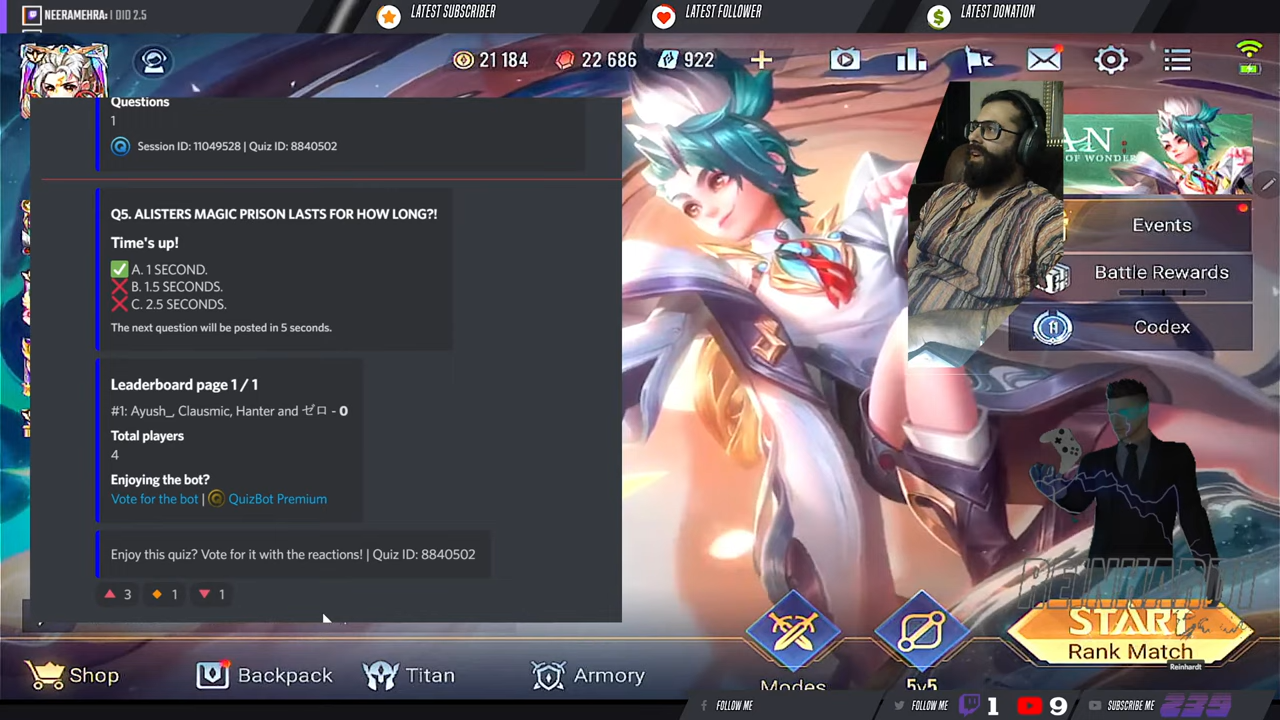 NEERAMEHRA: I DID 2.5
LATEST SUBSCRIBER
LATEST FOLLOWER
LATEST DONATION
21 184
22 686
922
Questions
1
Session ID: 11049528 | Quiz ID: 8840502
Q5. ALISTERS MAGIC PRISON LASTS FOR HOW LONG?!
Time's up!
A. 1 SECOND.
B. 1.5 SECONDS.
C. 2.5 SECONDS.
The next question will be posted in 5 seconds.
Leaderboard page 1 / 1
#1: Ayush_, Clausmic, Hanter and ゼロ - 0
Total players
4
Enjoying the bot?
Vote for the bot | QuizBot Premium
Enjoy this quiz? Vote for it with the reactions! | Quiz ID: 8840502
3
1
1
OF WONDER
Events
Battle Rewards
Codex
REINHARDT
START
Rank Match
Reinhardt
Shop
Backpack
Titan
Armory
Modes
5v5
FOLLOW ME
FOLLOW ME
1
9
SUBSCRIBE ME
239